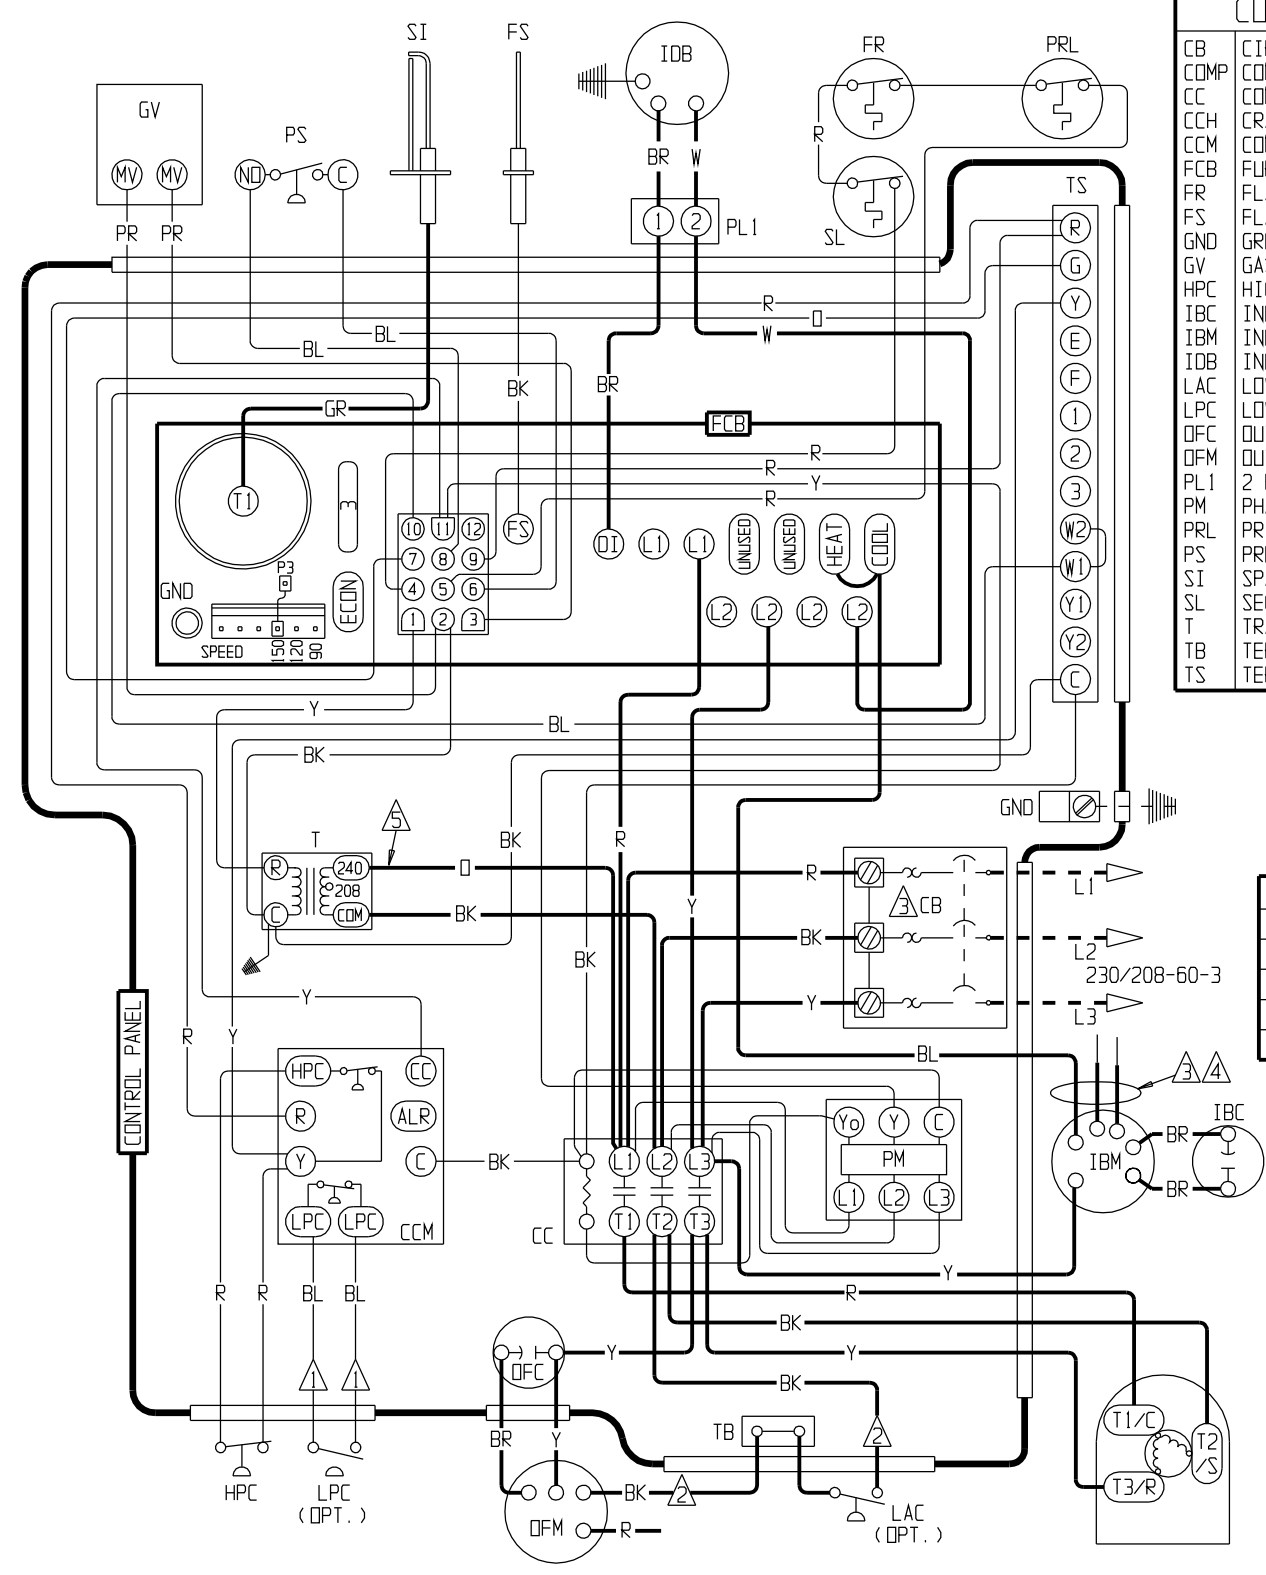 SI
FS
IDB
FR
PRL
CO
CB
COMP
CC
CCH
CCM
FCB
FR
FS
GND
GV
HPC
IBC
IBM
IDB
LAC
LPC
OFC
OFM
PL1
PM
PRL
PS
SI
SL
T
TB
TS
GV
MV MV
PS
NO C
PR PR
BR W
1 2
PL1
R
SL
TS
R
G
Y
E
F
1
2
3
W2
W1
Y1
Y2
C
R
O
BL
BL
W
BK
BR
GR
FCB
R
R
Y
R
T1
3
P3
GND
ECON
SPEED
150
120
90
10 11 12
7 8 9
4 5 6
1 2 3
FS
OI L1 L1
UNUSED
UNUSED
HEAT
COOL
L2 L2 L2 L2
Y
BL
BK
T
R
240
208
C
COM
5
O
BK
BK
R
Y
BK
GND
R
BK
Y
3 CB
L1
L2
230/208-60-3
L3
CONTROL PANEL
R
Y
Y
HPC
CC
R
ALR
Y
C
LPC LPC
CCM
BK
L1 L2 L3
T1 T2 T3
CC
Yo Y C
PM
L1 L2 L3
BL
3 4
IBM
BR
BR
IBC
Y
R
BK
Y
BK
R
R
BL
BL
1
1
HPC
LPC
(OPT.)
OFC
Y
BR
Y
OFM
BK
2
R
TB
2
LAC
(OPT.)
T1/C
T2
/S
T3/R